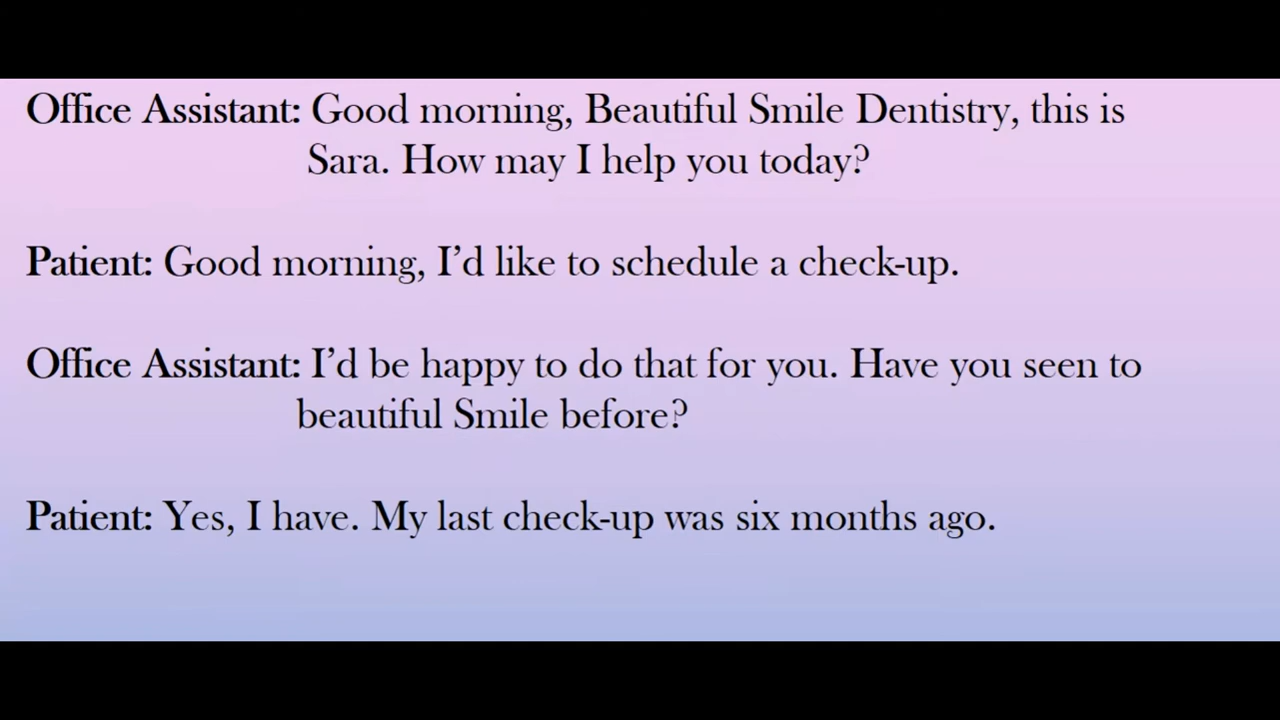 Office Assistant: Good morning, Beautiful Smile Dentistry, this is
Sara. How may I help you today?
Patient: Good morning, I’d like to schedule a check-up.
Office Assistant: I’d be happy to do that for you. Have you seen to
beautiful Smile before?
Patient: Yes, I have. My last check-up was six months ago.